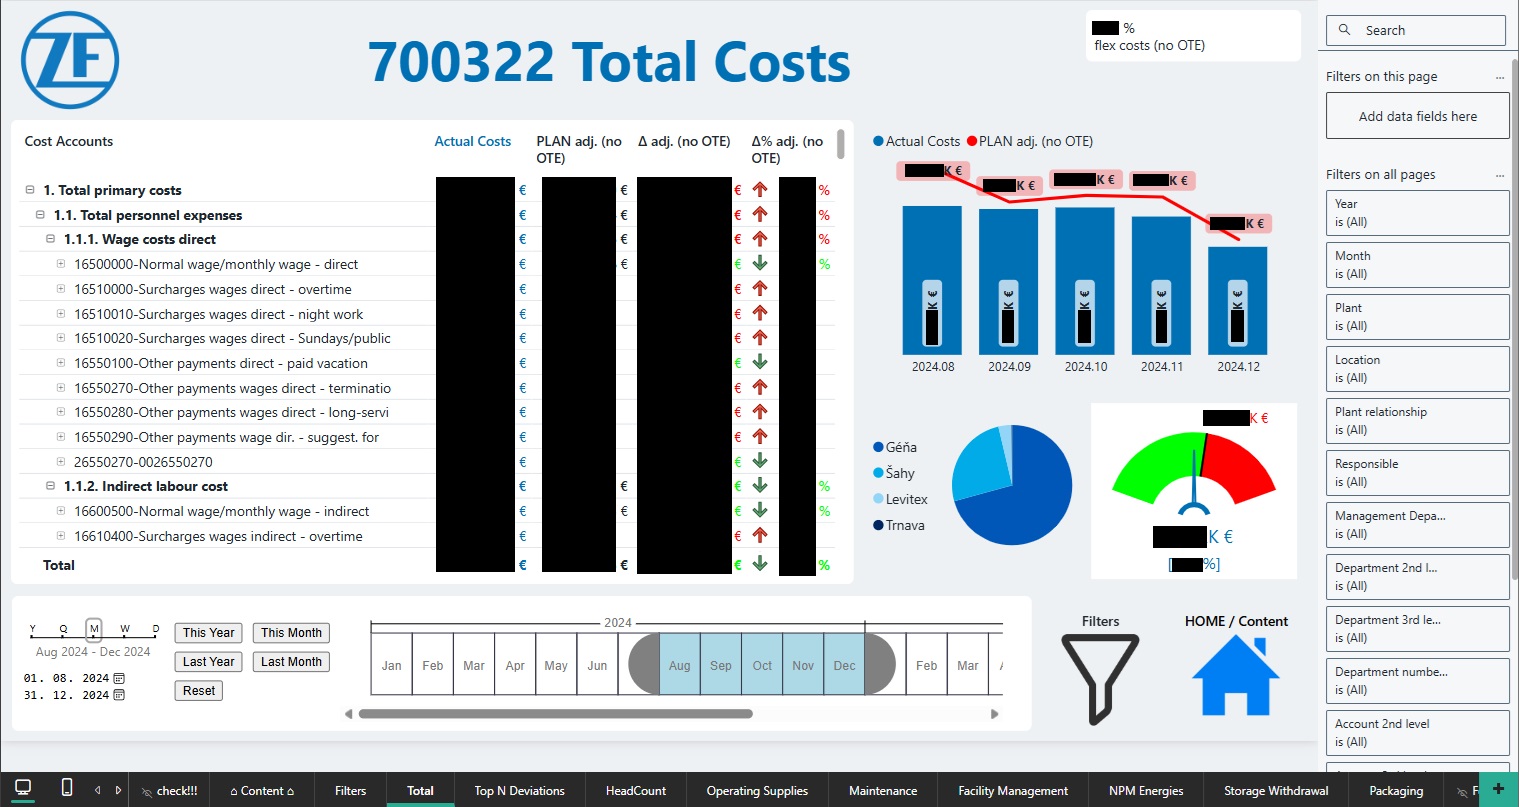 ZF
700322 Total Costs
%
flex costs (no OTE)
Search
Filters on this page
...
Add data fields here
Filters on all pages
...
Year
is (All)
Month
is (All)
Plant
is (All)
Location
is (All)
Plant relationship
is (All)
Responsible
is (All)
Management Depa...
is (All)
Department 2nd l...
is (All)
Department 3rd le...
is (All)
Department numbe...
is (All)
Account 2nd level
is (All)
Cost Accounts Actual Costs PLAN adj. (no OTE) Δ adj. (no OTE) Δ% adj. (no OTE)
1. Total primary costs € € € %
1.1. Total personnel expenses € € € %
1.1.1. Wage costs direct € € € %
16500000-Normal wage/monthly wage - direct € € € %
16510000-Surcharges wages direct - overtime € €
16510010-Surcharges wages direct - night work € €
16510020-Surcharges wages direct - Sundays/public € €
16550100-Other payments direct - paid vacation € €
16550270-Other payments wages direct - terminatio € €
16550280-Other payments wages direct - long-servi € €
16550290-Other payments wage dir. - suggest. for € €
26550270-0026550270 € €
1.1.2. Indirect labour cost € € € %
16600500-Normal wage/monthly wage - indirect € € € %
16610400-Surcharges wages indirect - overtime € €
Total € € € %
Actual Costs PLAN adj. (no OTE)
K € K € K € K € K €
K € K € K € K € K €
2024.08 2024.09 2024.10 2024.11 2024.12
Géňa
Šahy
Levitex
Trnava
K €
K €
[ %]
Y Q M W D
Aug 2024 - Dec 2024
01. 08. 2024
31. 12. 2024
This Year This Month
Last Year Last Month
Reset
2024
Jan Feb Mar Apr May Jun Aug Sep Oct Nov Dec Feb Mar
Filters
HOME / Content
check!!! ⌂ Content ⌂ Filters Total Top N Deviations HeadCount Operating Supplies Maintenance Facility Management NPM Energies Storage Withdrawal Packaging +